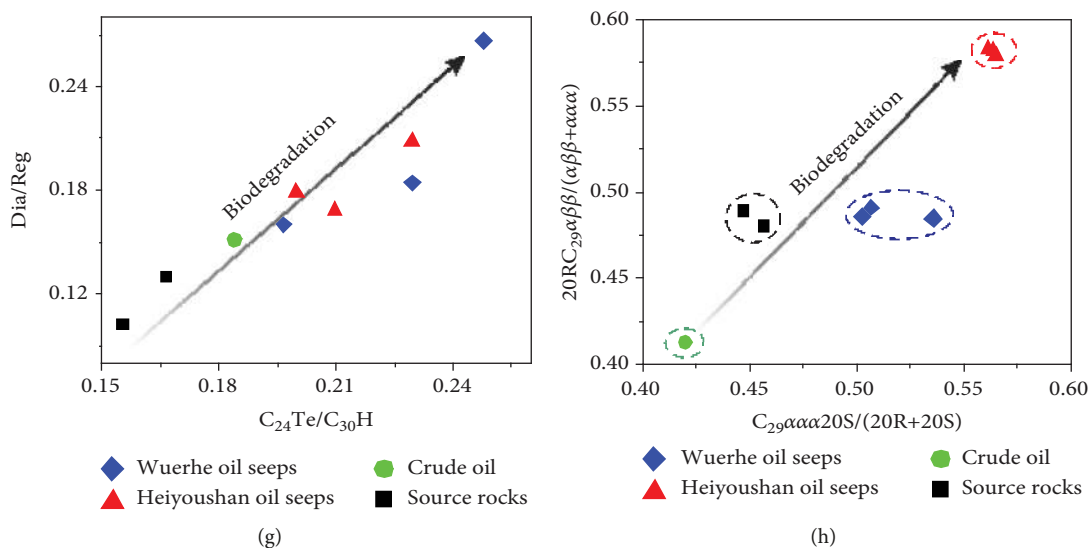 0.24
0.18
0.12
Dia/Reg
Biodegradation
0.15 0.18 0.21 0.24
C₂₄Te/C₃₀H
Wuerhe oil seeps Crude oil
Heiyoushan oil seeps Source rocks
(g)
0.60
0.55
0.50
0.45
0.40
20RC₂₉αββ/(αββ+ααα)
Biodegradation
0.40 0.45 0.50 0.55 0.60
C₂₉ααα20S/(20R+20S)
Wuerhe oil seeps Crude oil
Heiyoushan oil seeps Source rocks
(h)